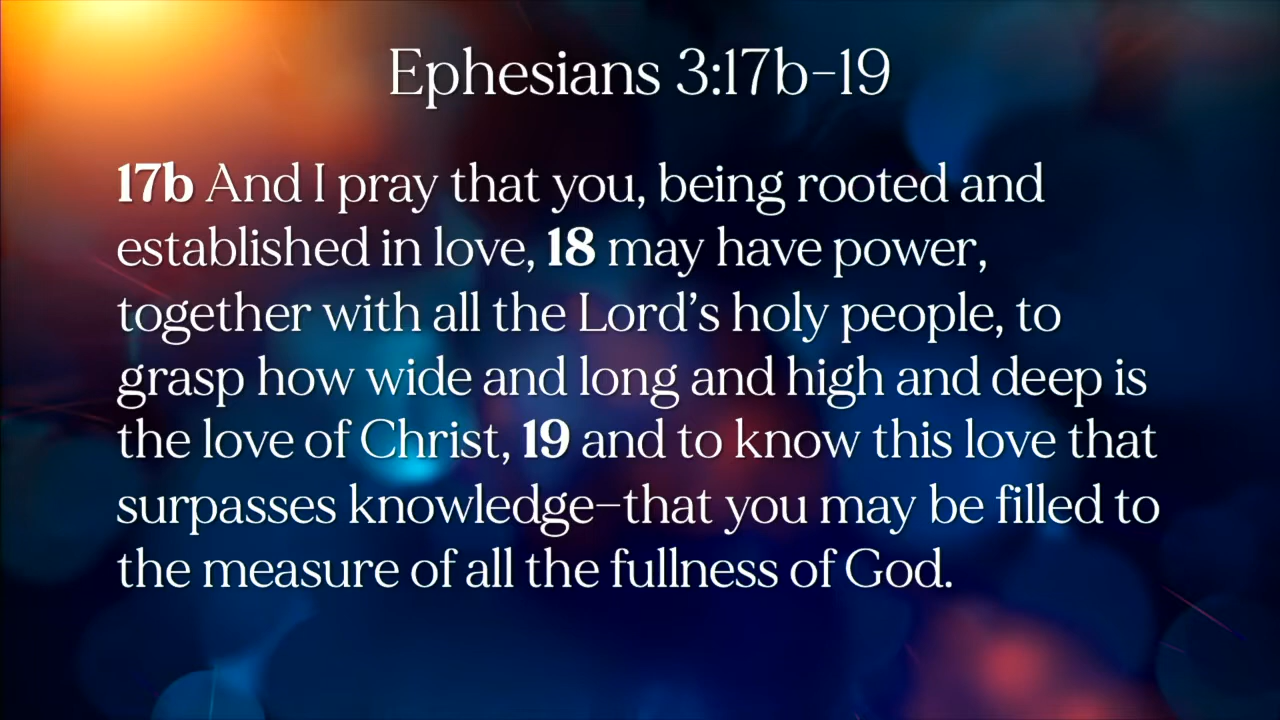 Ephesians 3:17b–19
17b And I pray that you, being rooted and
established in love, 18 may have power,
together with all the Lord’s holy people, to
grasp how wide and long and high and deep is
the love of Christ, 19 and to know this love that
surpasses knowledge–that you may be filled to
the measure of all the fullness of God.